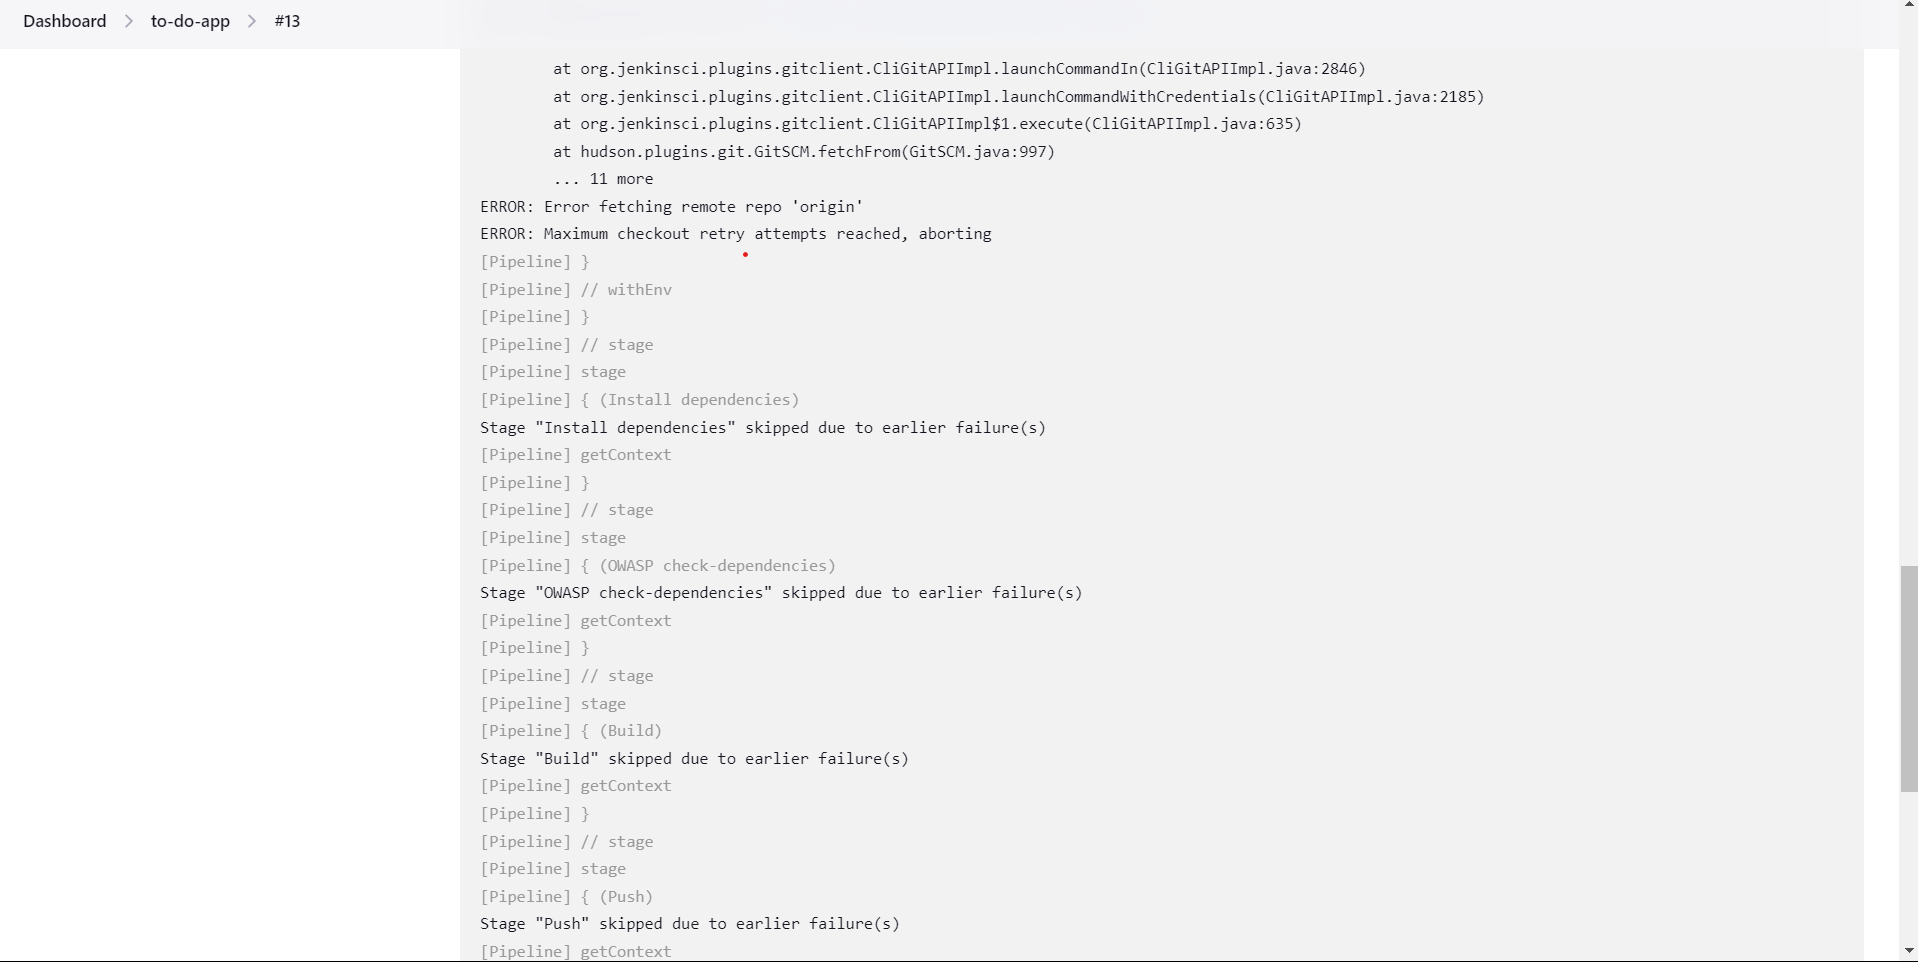 Dashboard > to-do-app > #13
at org.jenkinsci.plugins.gitclient.CliGitAPIImpl.launchCommandIn(CliGitAPIImpl.java:2846)
at org.jenkinsci.plugins.gitclient.CliGitAPIImpl.launchCommandWithCredentials(CliGitAPIImpl.java:2185)
at org.jenkinsci.plugins.gitclient.CliGitAPIImpl$1.execute(CliGitAPIImpl.java:635)
at hudson.plugins.git.GitSCM.fetchFrom(GitSCM.java:997)
... 11 more
ERROR: Error fetching remote repo 'origin'
ERROR: Maximum checkout retry attempts reached, aborting
[Pipeline] }
[Pipeline] // withEnv
[Pipeline] }
[Pipeline] // stage
[Pipeline] stage
[Pipeline] { (Install dependencies)
Stage "Install dependencies" skipped due to earlier failure(s)
[Pipeline] getContext
[Pipeline] }
[Pipeline] // stage
[Pipeline] stage
[Pipeline] { (OWASP check-dependencies)
Stage "OWASP check-dependencies" skipped due to earlier failure(s)
[Pipeline] getContext
[Pipeline] }
[Pipeline] // stage
[Pipeline] stage
[Pipeline] { (Build)
Stage "Build" skipped due to earlier failure(s)
[Pipeline] getContext
[Pipeline] }
[Pipeline] // stage
[Pipeline] stage
[Pipeline] { (Push)
Stage "Push" skipped due to earlier failure(s)
[Pipeline] getContext